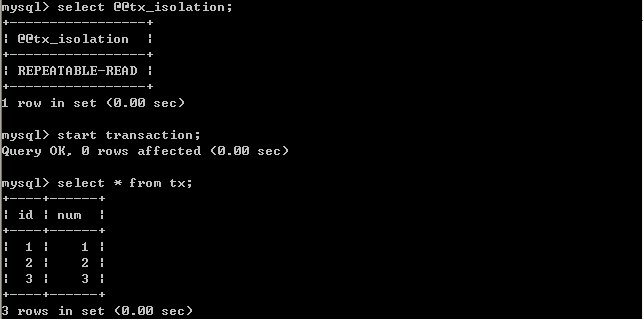 mysql> select @@tx_isolation;
+-----------------+
| @@tx_isolation  |
+-----------------+
| REPEATABLE-READ |
+-----------------+
1 row in set (0.00 sec)
mysql> start transaction;
Query OK, 0 rows affected (0.00 sec)
mysql> select * from tx;
+----+------+
| id | num  |
+----+------+
|  1 |    1 |
|  2 |    2 |
|  3 |    3 |
+----+------+
3 rows in set (0.00 sec)